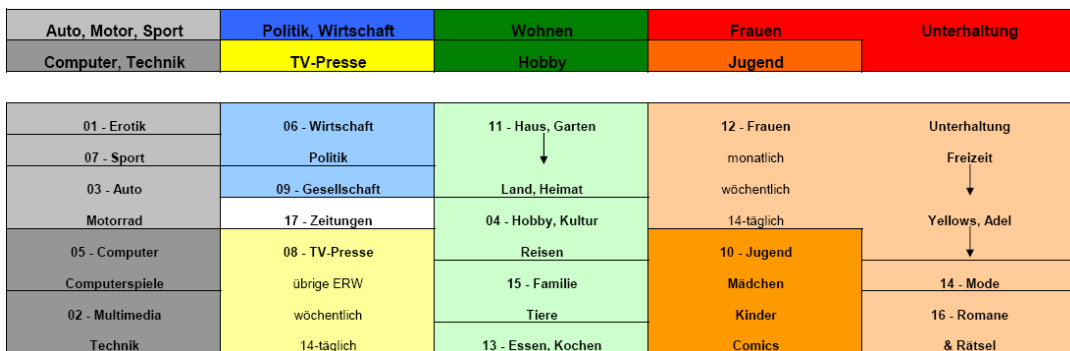 Auto, Motor, Sport Politik, Wirtschaft Wohnen Frauen Unterhaltung
Computer, Technik TV-Presse Hobby Jugend
01 - Erotik 06 - Wirtschaft 11 - Haus, Garten 12 - Frauen Unterhaltung
07 - Sport Politik monatlich Freizeit
03 - Auto 09 - Gesellschaft Land, Heimat wöchentlich
Motorrad 17 - Zeitungen 04 - Hobby, Kultur 14-täglich Yellows, Adel
05 - Computer 08 - TV-Presse Reisen 10 - Jugend
Computerspiele übrige ERW 15 - Familie Mädchen 14 - Mode
02 - Multimedia wöchentlich Tiere Kinder 16 - Romane
Technik 14-täglich 13 - Essen, Kochen Comics & Rätsel